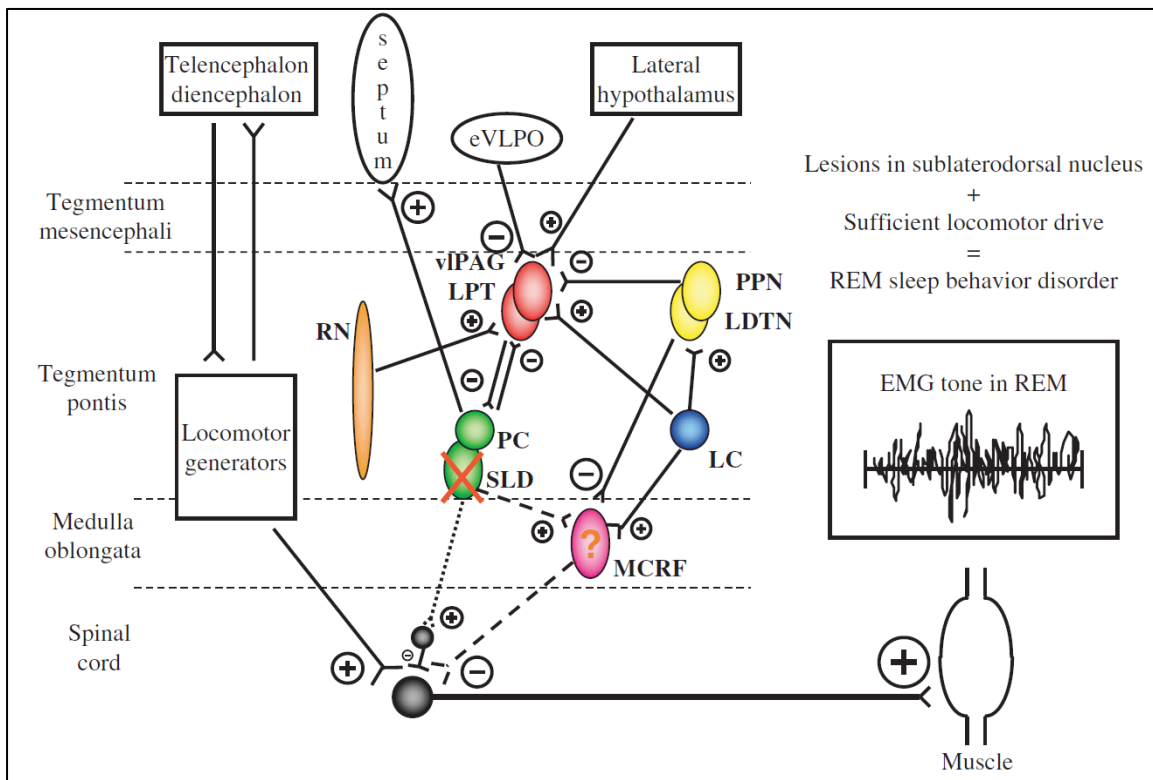 septum
Telencephalon
diencephalon
Lateral
hypothalamus
eVLPO
Lesions in sublaterodorsal nucleus
+
Sufficient locomotor drive
=
REM sleep behavior disorder
+
Tegmentum
mesencephali
−
+
vlPAG
LPT
−
PPN
LDTN
RN
+
+
−
−
+
Tegmentum
pontis
EMG tone in REM
Locomotor
generators
PC
SLD
LC
−
Medulla
oblongata
+
+
?
MCRF
Spinal
cord
+
−
+
−
+
Muscle